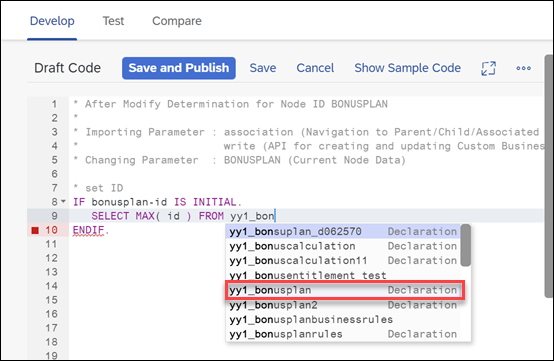 Develop Test Compare
Draft Code Save and Publish Save Cancel Show Sample Code
1 * After Modify Determination for Node ID BONUSPLAN
2 *
3 * Importing Parameter : association (Navigation to Parent/Child/Associated
4 * write (API for creating and updating Custom Busines
5 * Changing Parameter : BONUSPLAN (Current Node Data)
6
7 * set ID
8 IF bonusplan-id IS INITIAL.
9 SELECT MAX( id ) FROM yy1_bon
10 ENDIF.
11 yy1_bonusuplan_d062570 Declaration
12 yy1_bonuscalculation Declaration
13 yy1_bonuscalculation11 Declaration
14 yy1_bonusentitlement_test
15 yy1_bonusplan Declaration
16 yy1_bonusplan2 Declaration
17 yy1_bonusplanbusinessrules
18 yy1_bonusplanrules Declaration